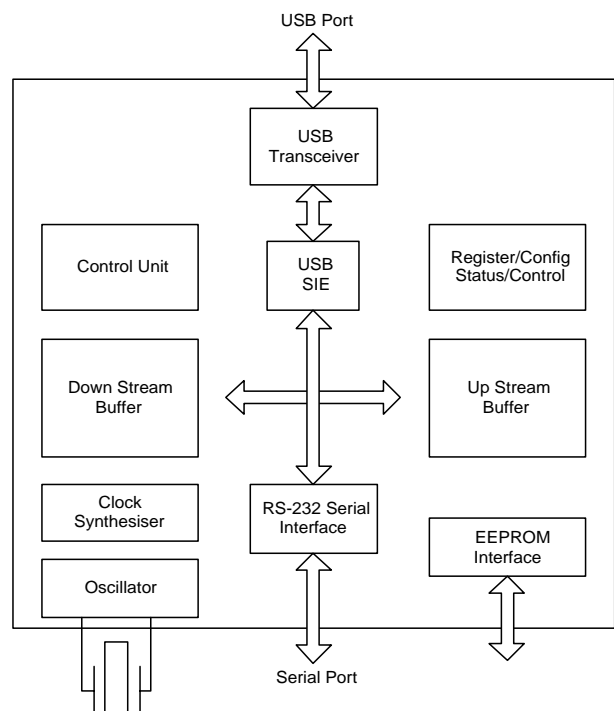 USB Port
USB
Transceiver
Control Unit
USB
SIE
Register/Config
Status/Control
Down Stream
Buffer
Up Stream
Buffer
Clock
Synthesiser
RS-232 Serial
Interface
EEPROM
Interface
Oscillator
Serial Port